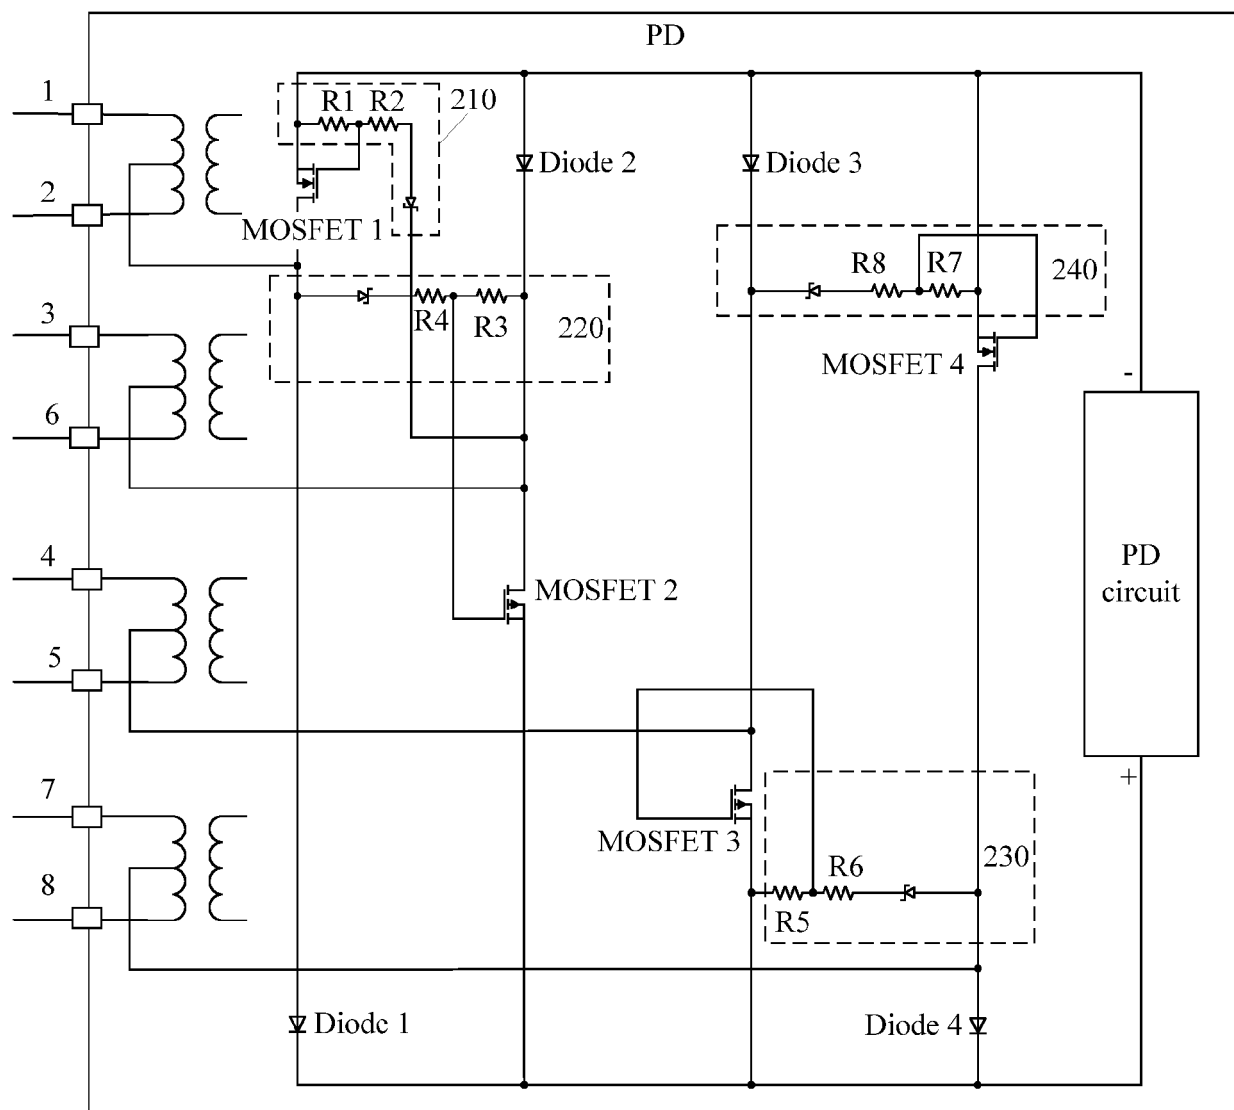 PD
1
R1 R2
210
Diode 2
Diode 3
2
MOSFET 1
R8 R7
240
3
R4 R3
220
MOSFET 4
-
6
4
MOSFET 2
PD
circuit
5
+
7
MOSFET 3
R6
230
8
R5
Diode 1
Diode 4